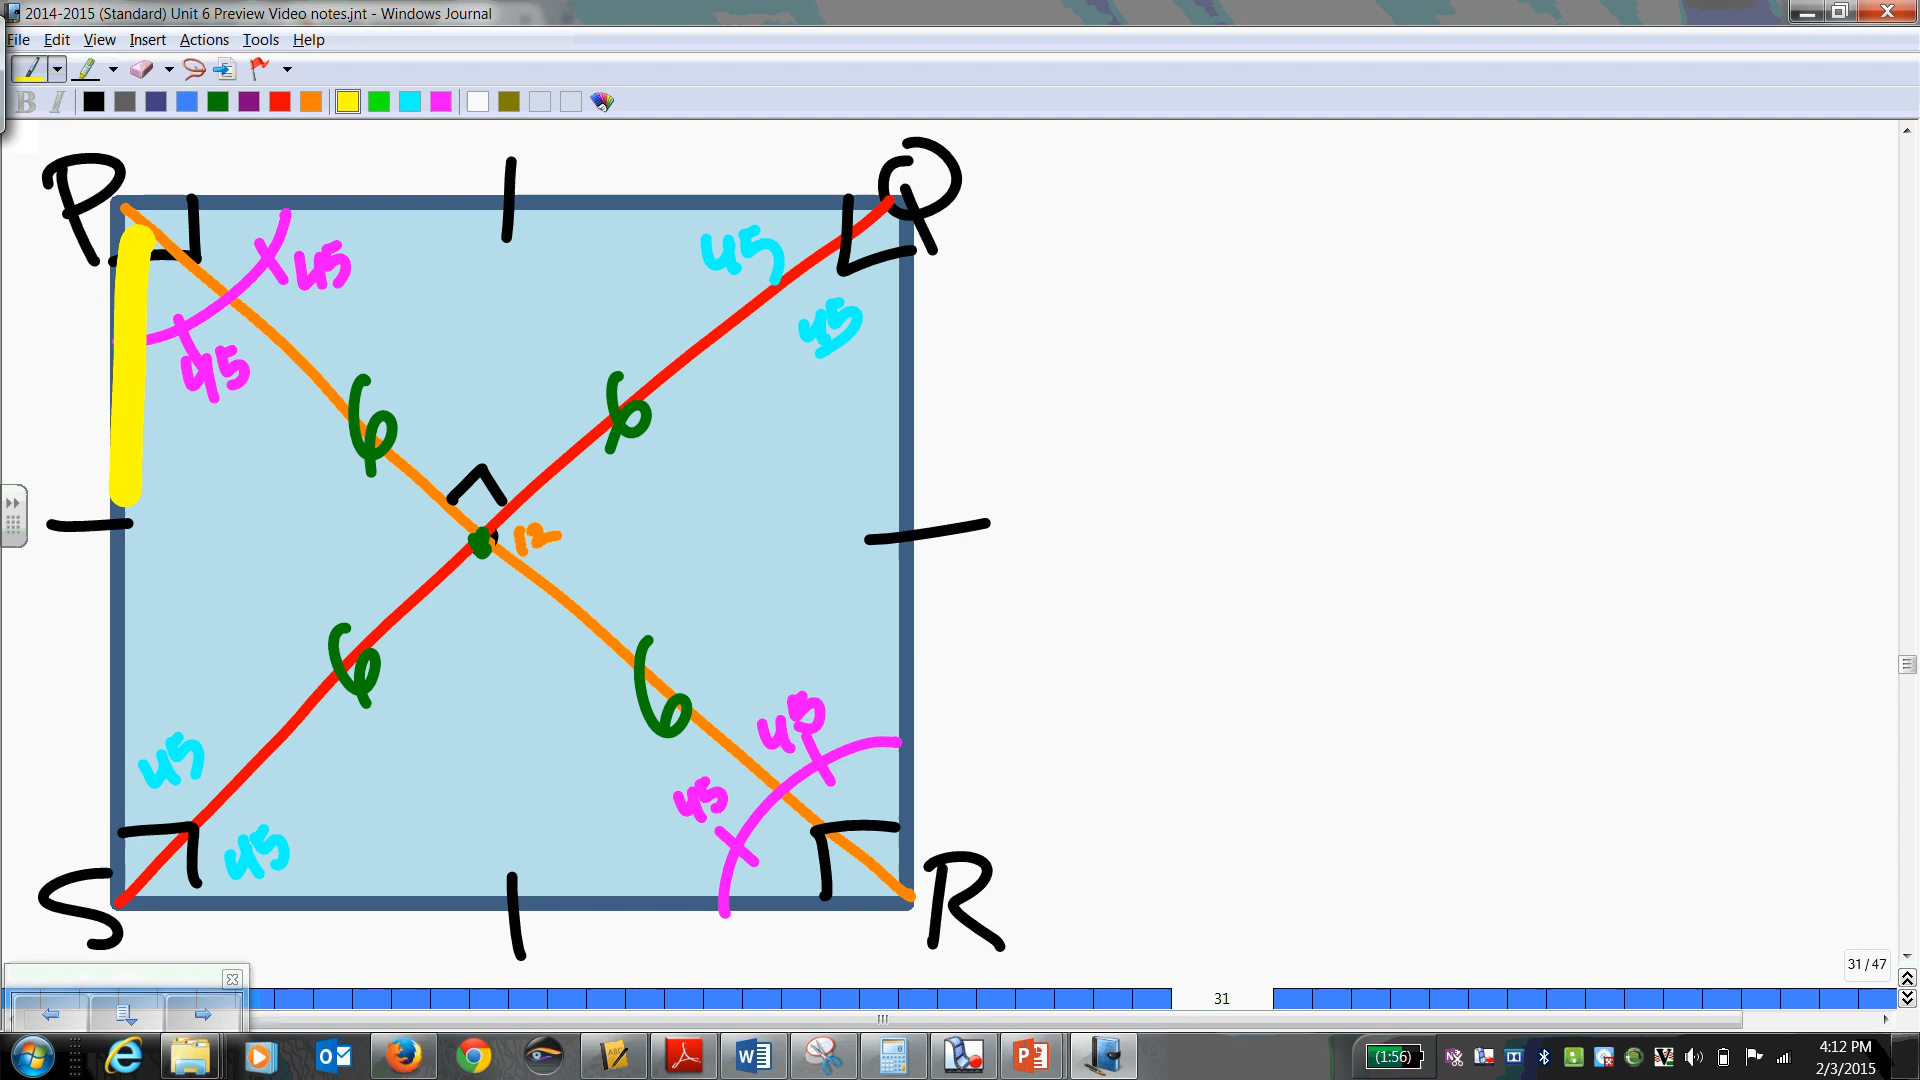 2014-2015 (Standard) Unit 6 Preview Video notes.jnt - Windows Journal
File Edit View Insert Actions Tools Help
B I
P Q
45 45
45
45
6 6
12
6 6
45
45 45
45
S R
31/47
31
(1:56)
4:12 PM
2/3/2015